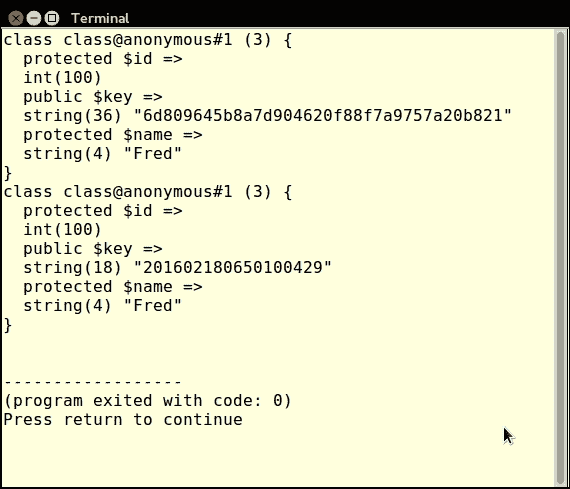 Terminal
class class@anonymous#1 (3) {
  protected $id =>
  int(100)
  public $key =>
  string(36) "6d809645b8a7d904620f88f7a9757a20b821"
  protected $name =>
  string(4) "Fred"
}
class class@anonymous#1 (3) {
  protected $id =>
  int(100)
  public $key =>
  string(18) "201602180650100429"
  protected $name =>
  string(4) "Fred"
}
------------------
(program exited with code: 0)
Press return to continue